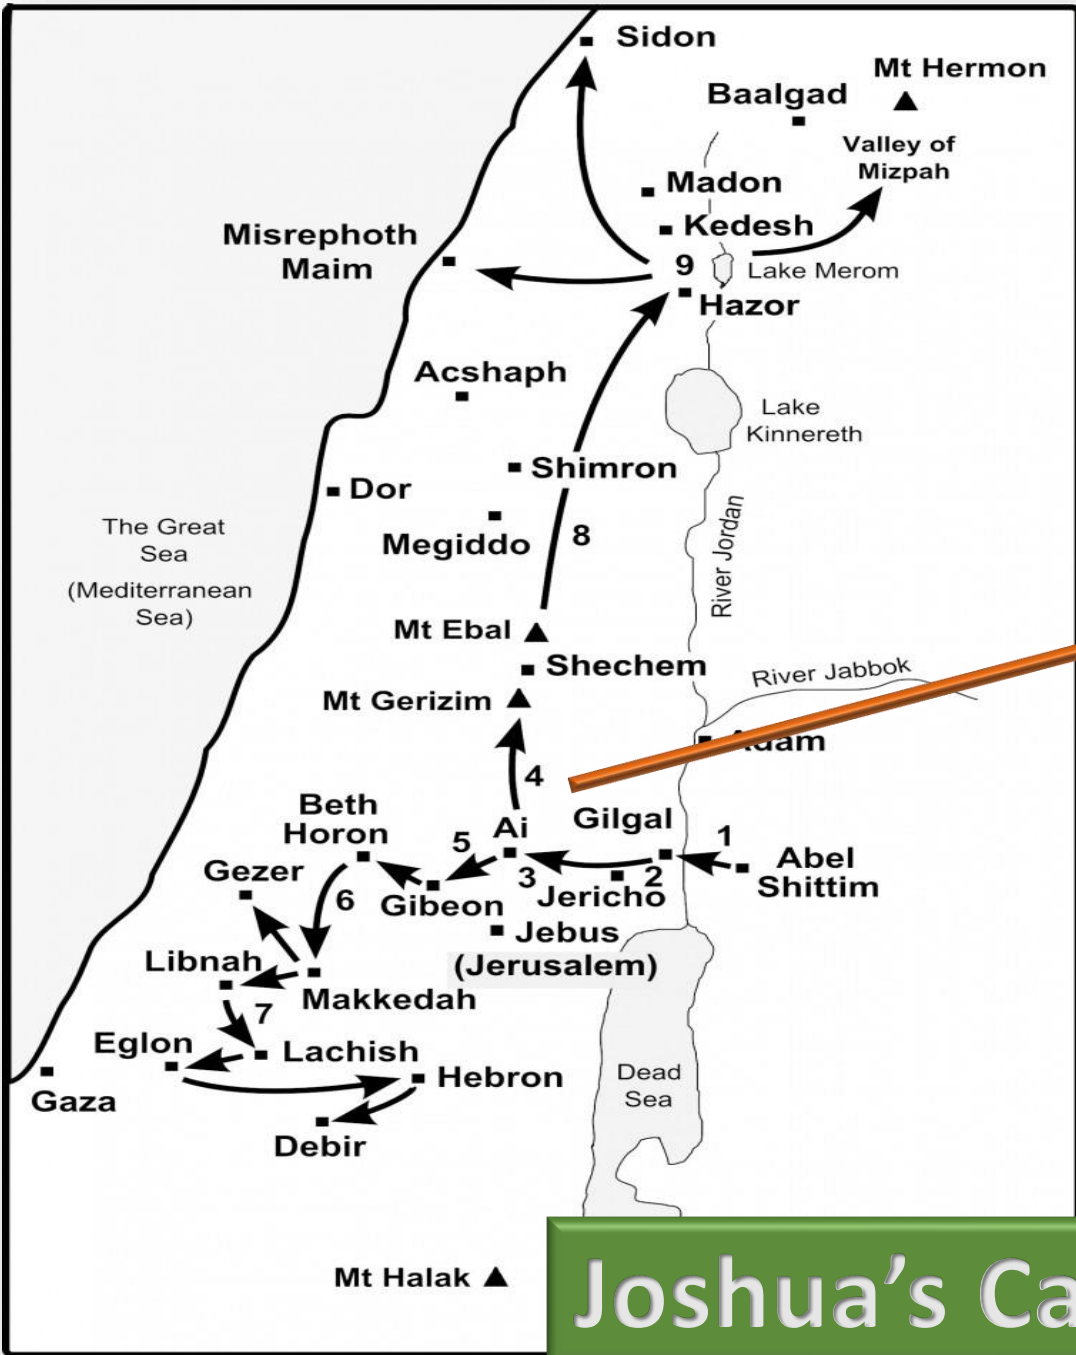 Sidon
Mt Hermon
Baalgad
Valley of
Mizpah
Madon
Kedesh
Misrephoth
Maim
9
Lake Merom
Hazor
Acshaph
Lake
Kinnereth
Shimron
Dor
The Great
Sea
(Mediterranean
Sea)
Megiddo
8
River Jordan
Mt Ebal
Shechem
River Jabbok
Mt Gerizim
Adam
4
Beth
Horon
Gilgal
Ai
5
1
Abel
Shittim
Gezer
3
2
Jericho
6
Gibeon
Jebus
(Jerusalem)
Libnah
Makkedah
7
Eglon
Lachish
Hebron
Dead
Sea
Gaza
Debir
Mt Halak
Joshua's Ca